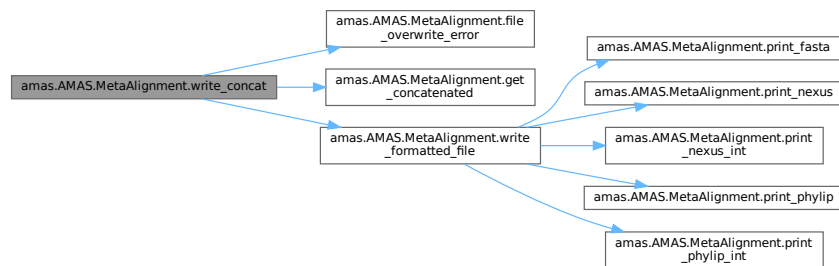 amas.AMAS.MetaAlignment.write_concat
amas.AMAS.MetaAlignment.file
_overwrite_error
amas.AMAS.MetaAlignment.get
_concatenated
amas.AMAS.MetaAlignment.write
_formatted_file
amas.AMAS.MetaAlignment.print_fasta
amas.AMAS.MetaAlignment.print_nexus
amas.AMAS.MetaAlignment.print
_nexus_int
amas.AMAS.MetaAlignment.print_phylip
amas.AMAS.MetaAlignment.print
_phylip_int